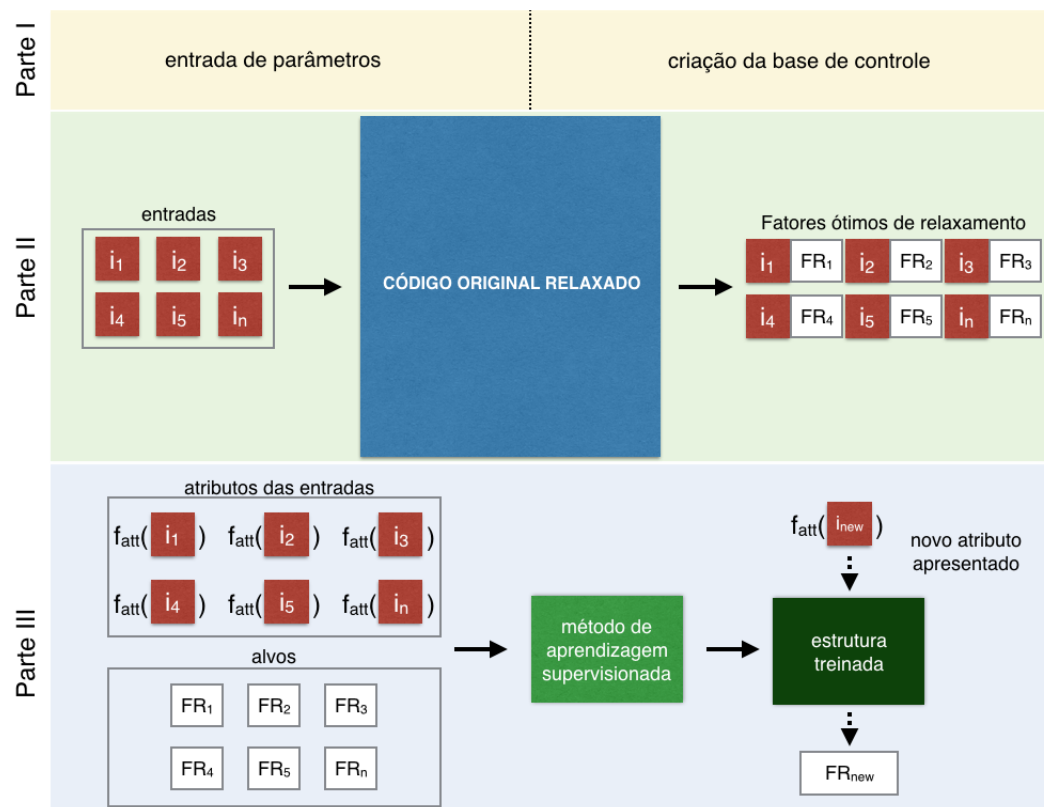 Parte I
entrada de parâmetros
criação da base de controle
Parte II
entradas
i1 i2 i3
i4 i5 in
CÓDIGO ORIGINAL RELAXADO
Fatores ótimos de relaxamento
i1 FR1 i2 FR2 i3 FR3
i4 FR4 i5 FR5 in FRn
Parte III
atributos das entradas
fatt( i1 ) fatt( i2 ) fatt( i3 )
fatt( i4 ) fatt( i5 ) fatt( in )
alvos
FR1 FR2 FR3
FR4 FR5 FRn
método de
aprendizagem
supervisionada
fatt( inew )
novo atributo
apresentado
estrutura
treinada
FRnew